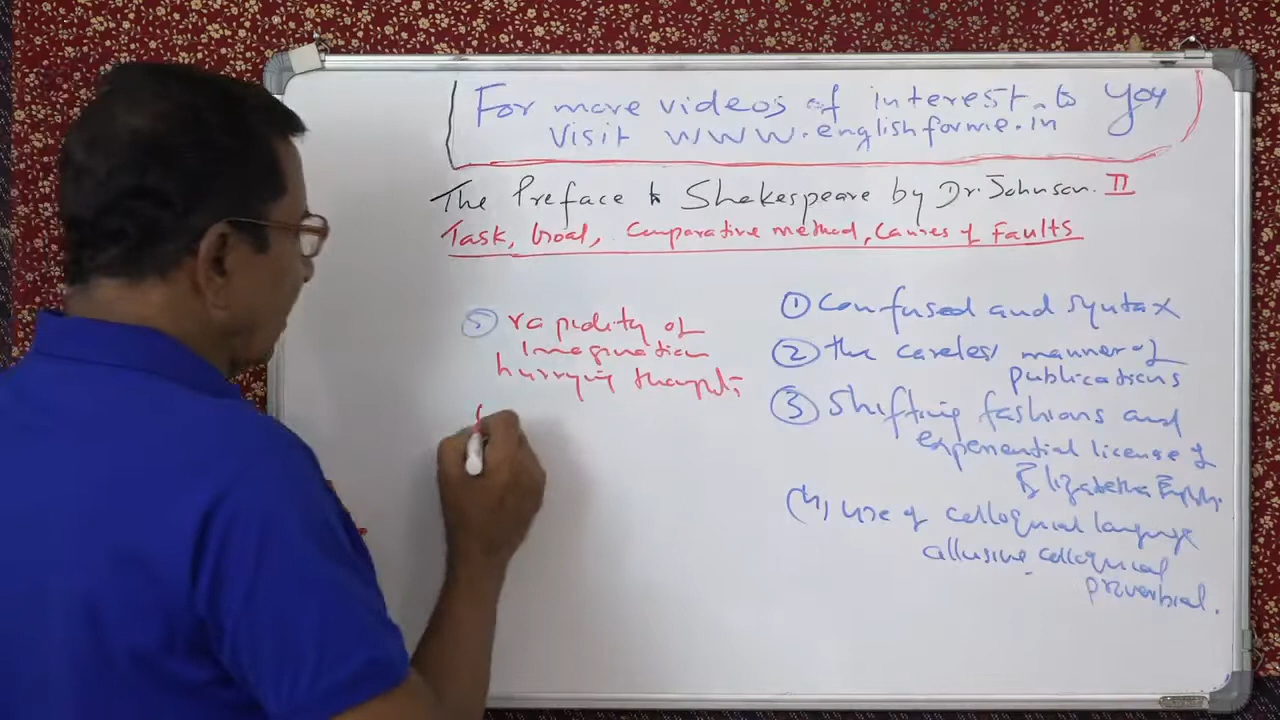 For more videos of interest to you
Visit www.englishforme.in
The Preface to Shakespeare by Dr. Johnson. II
Task, Goal, Comparative method, Causes of Faults
① Confused and syntax
② the careless manner of
publications
③ Shifting fashions and
experiential license of
Elizabethan English.
(4) use of colloquial language
allusive colloquial
proverbial.
⑤ rapidity of
Imagination
hurrying thoughts